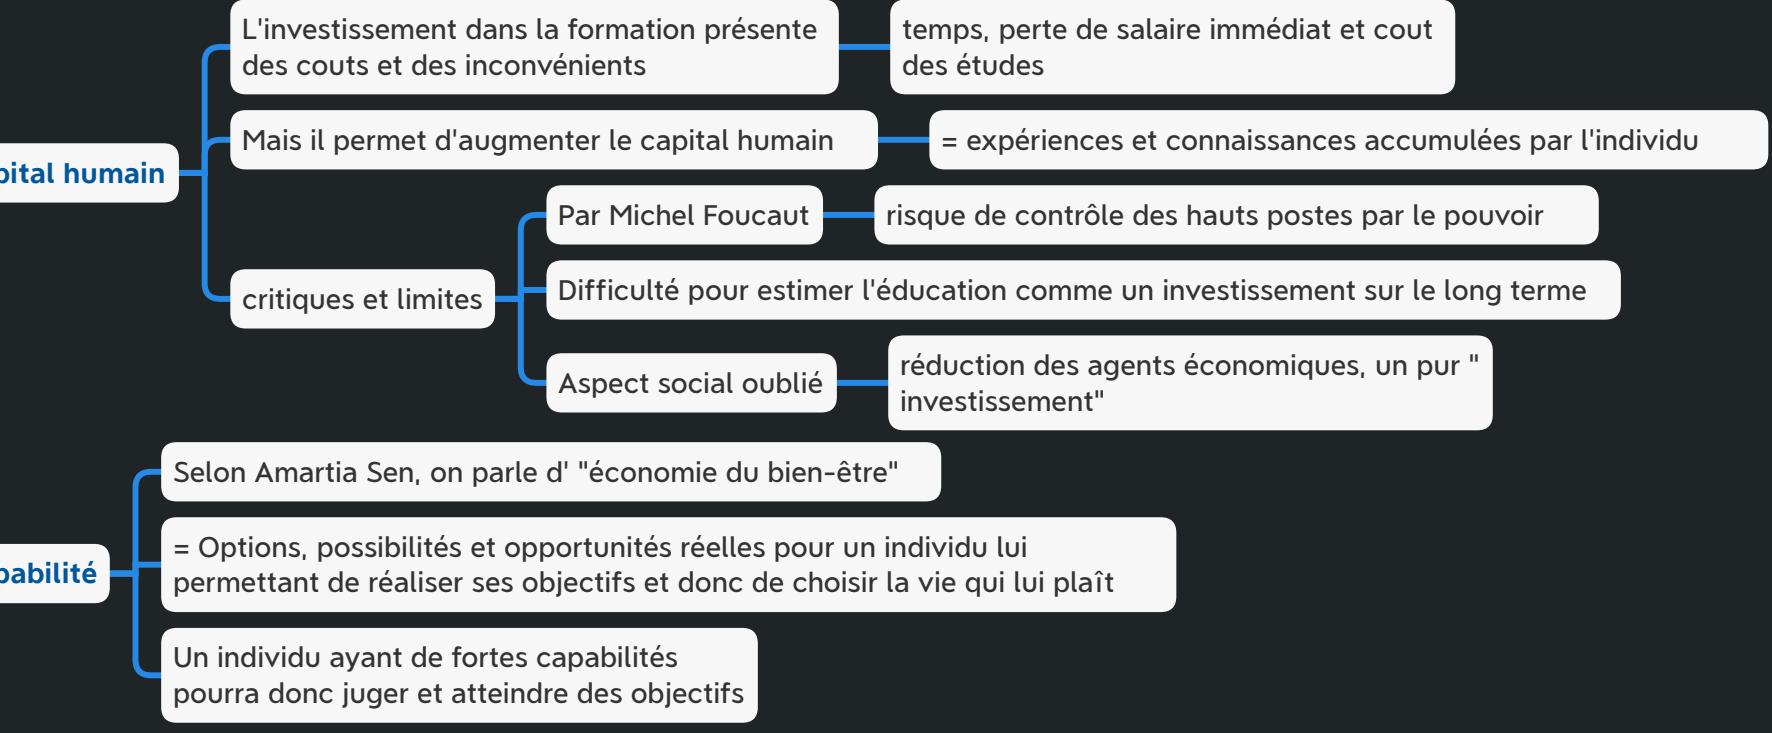 L'investissement dans la formation présente
des couts et des inconvénients
temps, perte de salaire immédiat et cout
des études
Mais il permet d'augmenter le capital humain
= expériences et connaissances accumulées par l'individu
pital humain
Par Michel Foucaut
risque de contrôle des hauts postes par le pouvoir
critiques et limites
Difficulté pour estimer l'éducation comme un investissement sur le long terme
Aspect social oublié
réduction des agents économiques, un pur "
investissement"
Selon Amartia Sen, on parle d' "économie du bien-être"
= Options, possibilités et opportunités réelles pour un individu lui
permettant de réaliser ses objectifs et donc de choisir la vie qui lui plaît
pabilité
Un individu ayant de fortes capabilités
pourra donc juger et atteindre des objectifs